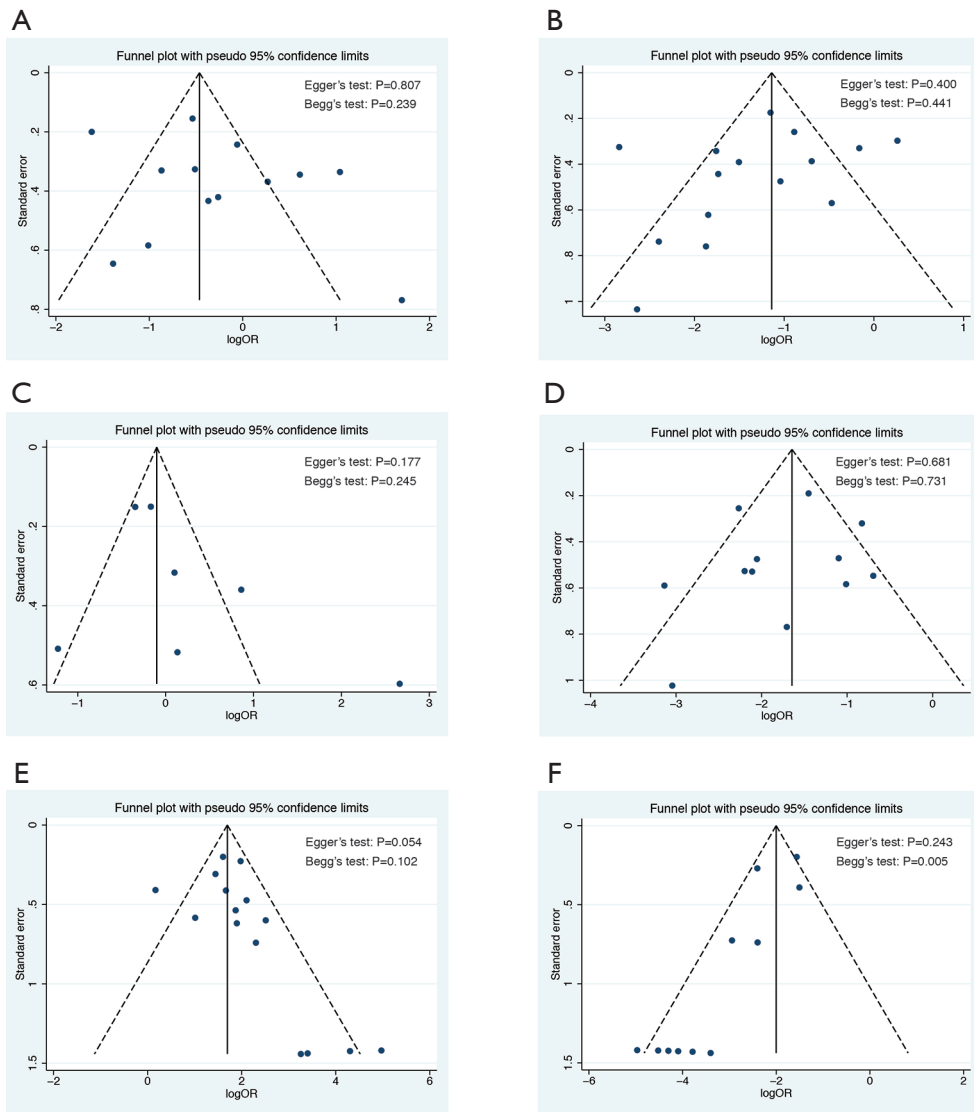 A
Funnel plot with pseudo 95% confidence limits
Egger's test: P=0.807
Begg's test: P=0.239
Standard error
0
.2
.4
.6
.8
−2 −1 0 1 2
logOR
B
Funnel plot with pseudo 95% confidence limits
Egger's test: P=0.400
Begg's test: P=0.441
Standard error
0
.2
.4
.6
.8
1
−3 −2 −1 0 1
logOR
C
Funnel plot with pseudo 95% confidence limits
Egger's test: P=0.177
Begg's test: P=0.245
Standard error
0
.2
.4
.6
−1 0 1 2 3
logOR
D
Funnel plot with pseudo 95% confidence limits
Egger's test: P=0.681
Begg's test: P=0.731
Standard error
0
.2
.4
.6
.8
1
−4 −3 −2 −1 0
logOR
E
Funnel plot with pseudo 95% confidence limits
Egger's test: P=0.054
Begg's test: P=0.102
Standard error
0
.5
1
1.5
−2 0 2 4 6
logOR
F
Funnel plot with pseudo 95% confidence limits
Egger's test: P=0.243
Begg's test: P=0.005
Standard error
0
.5
1
1.5
−6 −4 −2 0 2
logOR